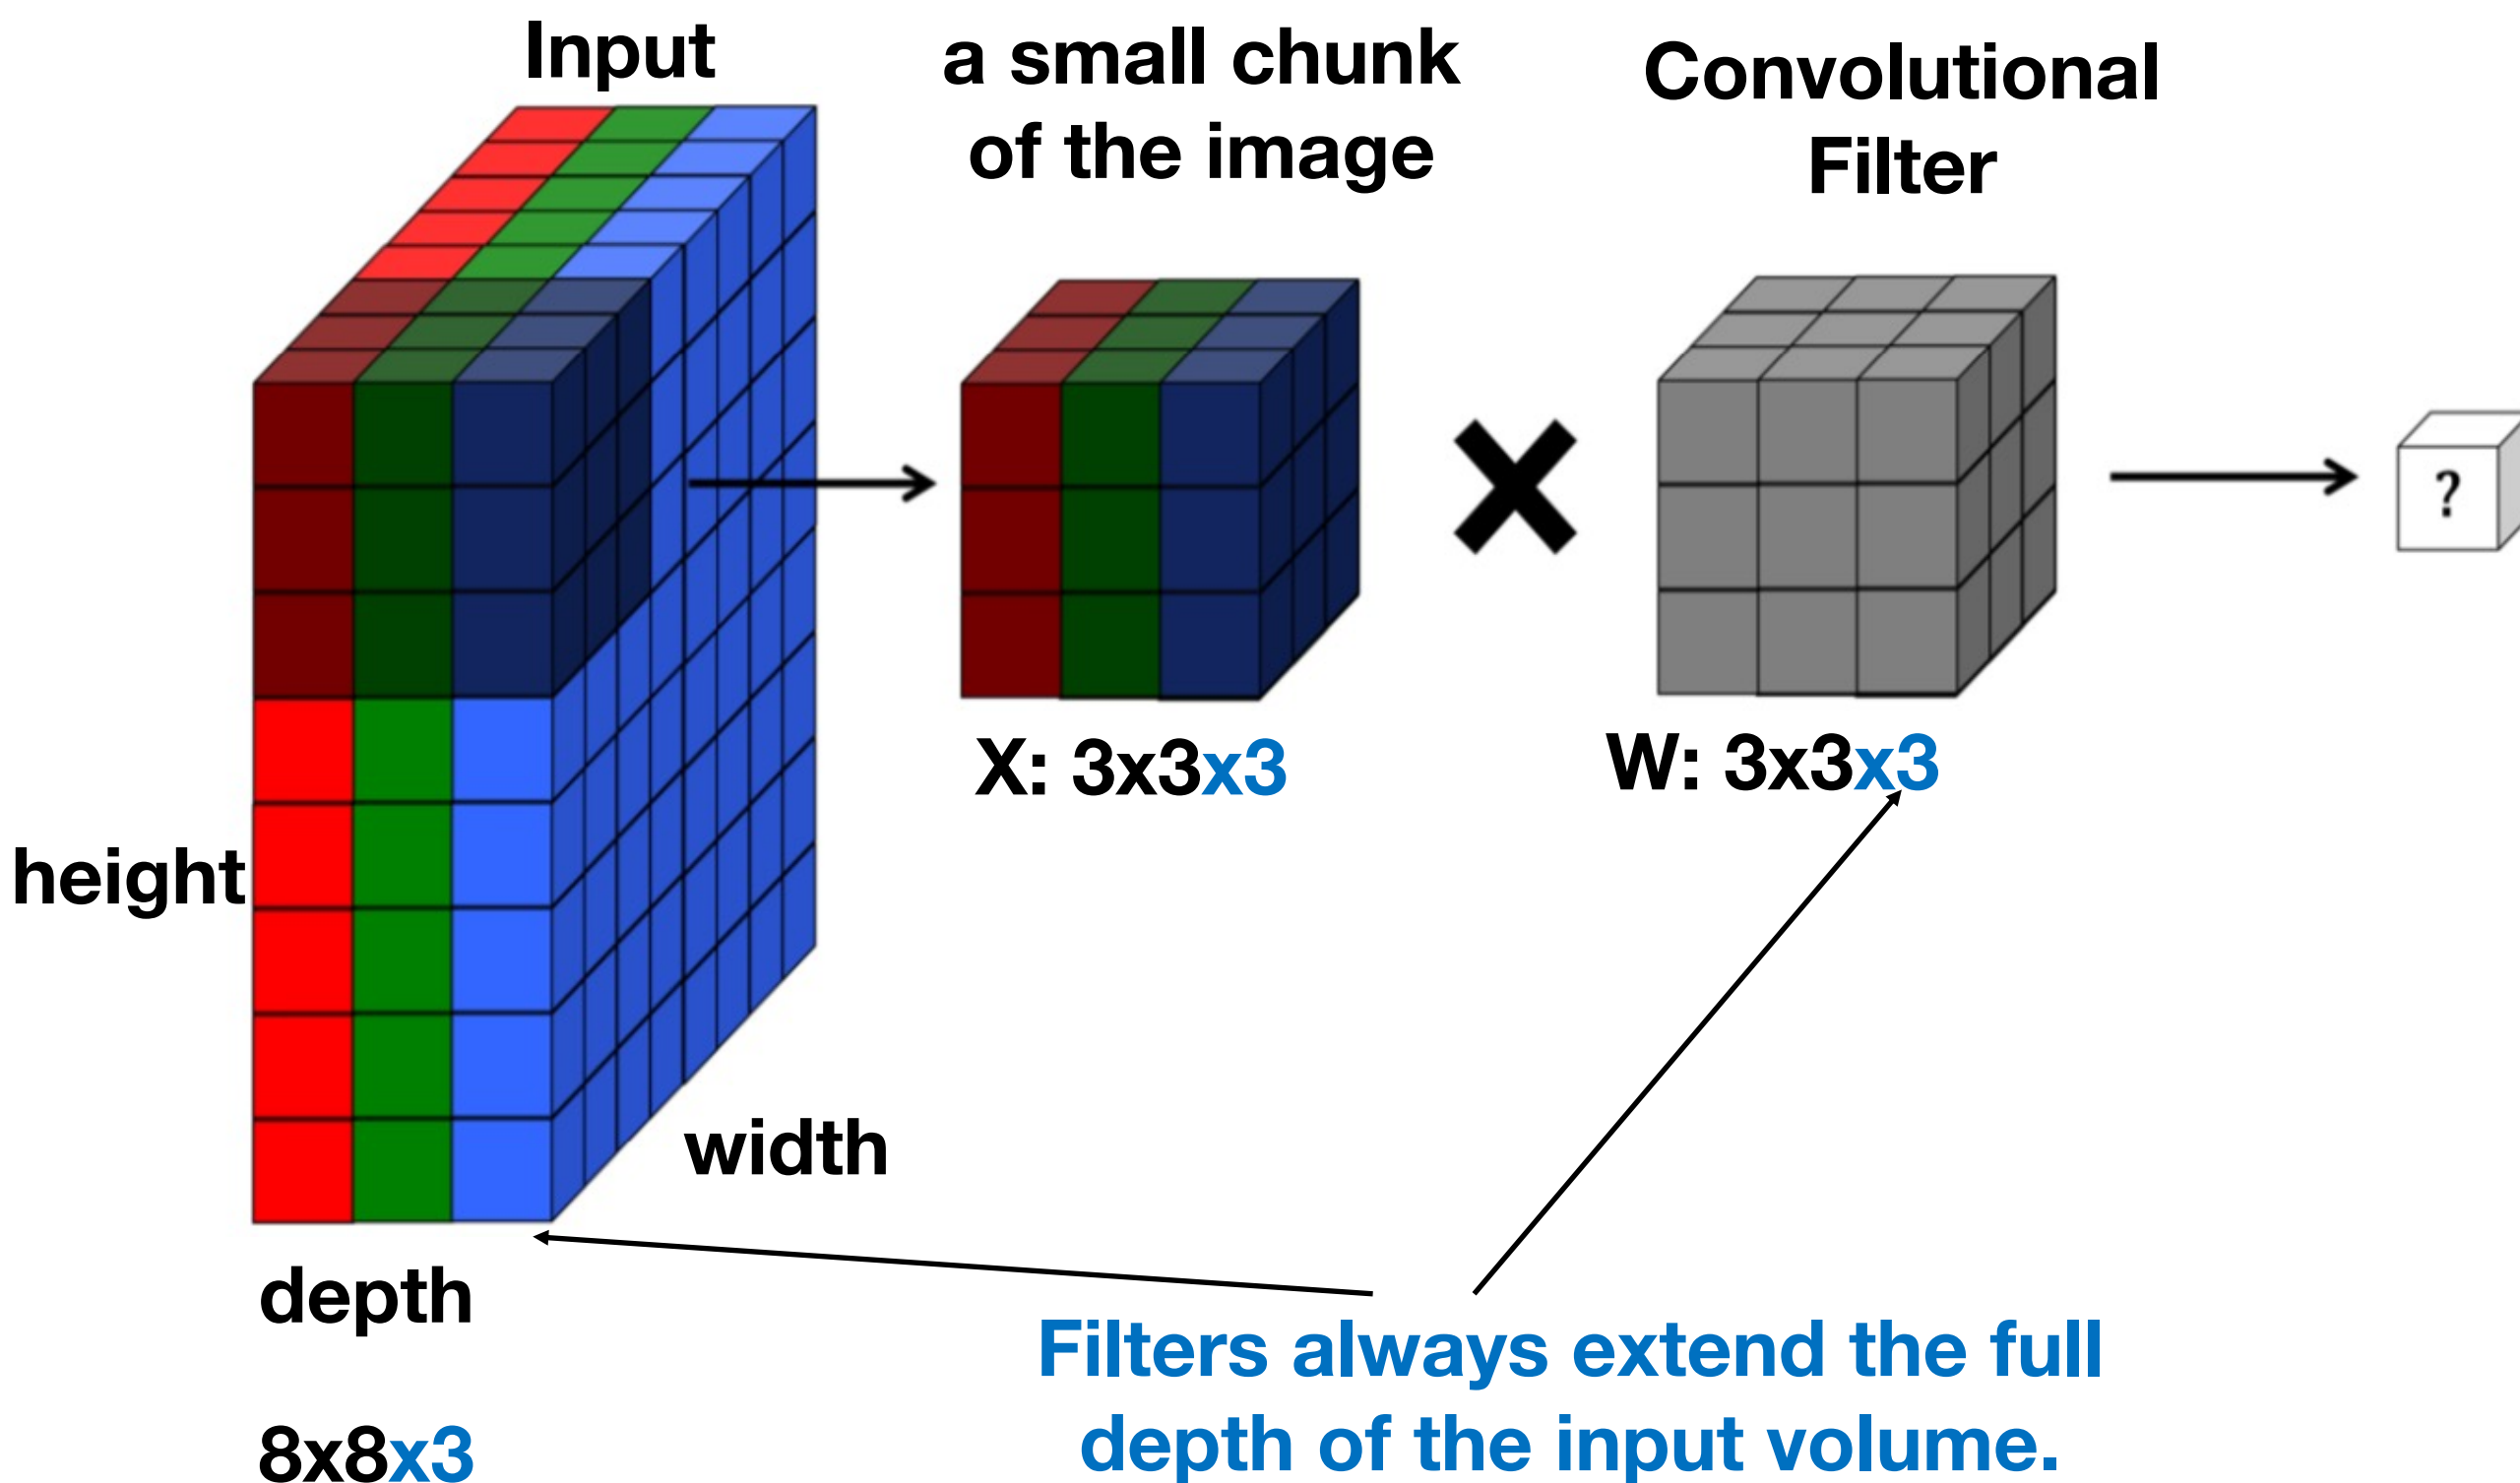 Input
a small chunk
of the image
Convolutional
Filter
?
X: 3x3x3
W: 3x3x3
height
width
depth
8x8x3
Filters always extend the full
depth of the input volume.